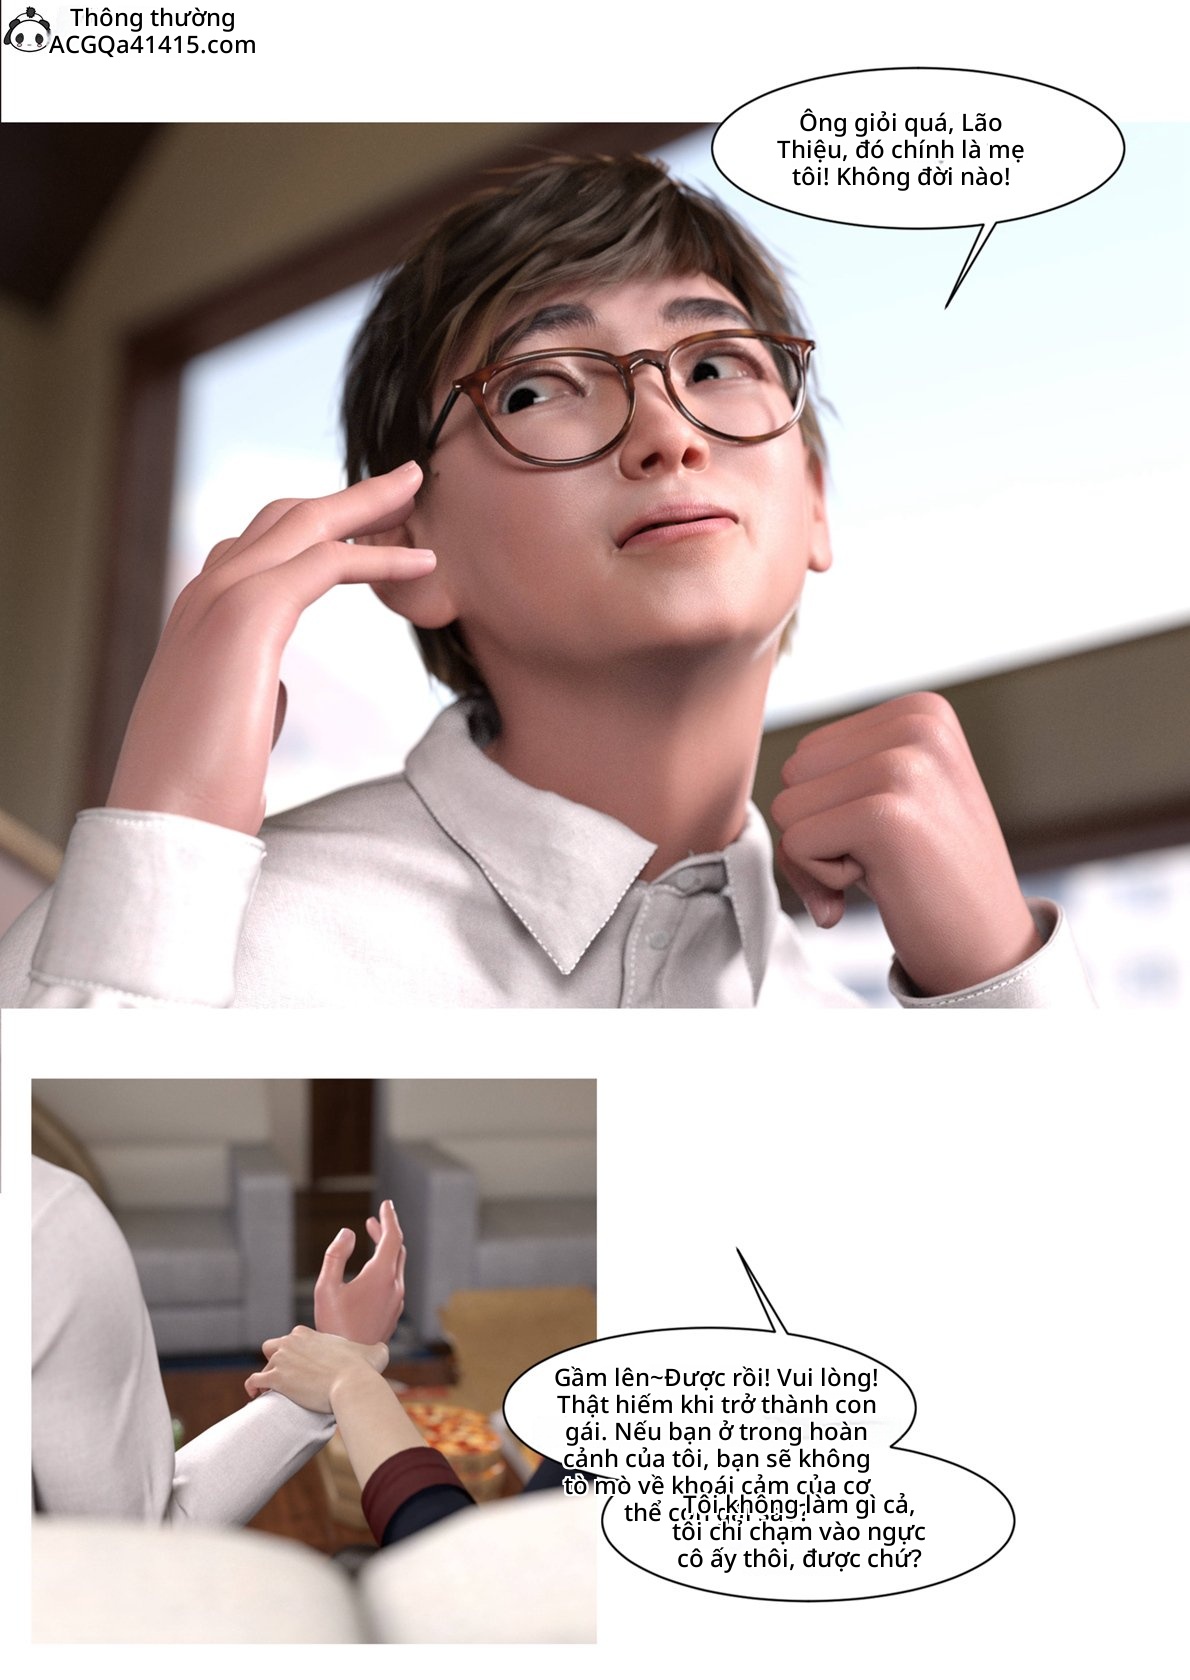 Thông thường
ACGQa41415.com
Ông giỏi quá, Lão
Thiệu, đó chính là mẹ
tôi! Không đời nào!
Gầm lên~Được rồi! Vui lòng!
Thật hiếm khi trở thành con
gái. Nếu bạn ở trong hoàn
cảnh của tôi, bạn sẽ không
tò mò về khoái cảm của cơ
thể con gái
Tôi không làm gì cả,
tôi chỉ chạm vào ngực
cô ấy thôi, được chứ?